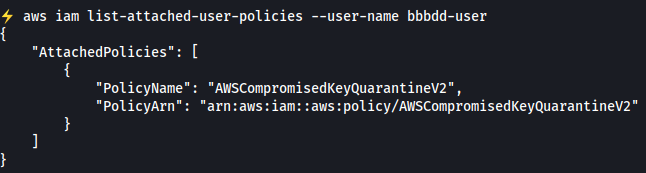 ⚡ aws iam list-attached-user-policies --user-name bbbdd-user
{
    "AttachedPolicies": [
        {
            "PolicyName": "AWSCompromisedKeyQuarantineV2",
            "PolicyArn": "arn:aws:iam::aws:policy/AWSCompromisedKeyQuarantineV2"
        }
    ]
}